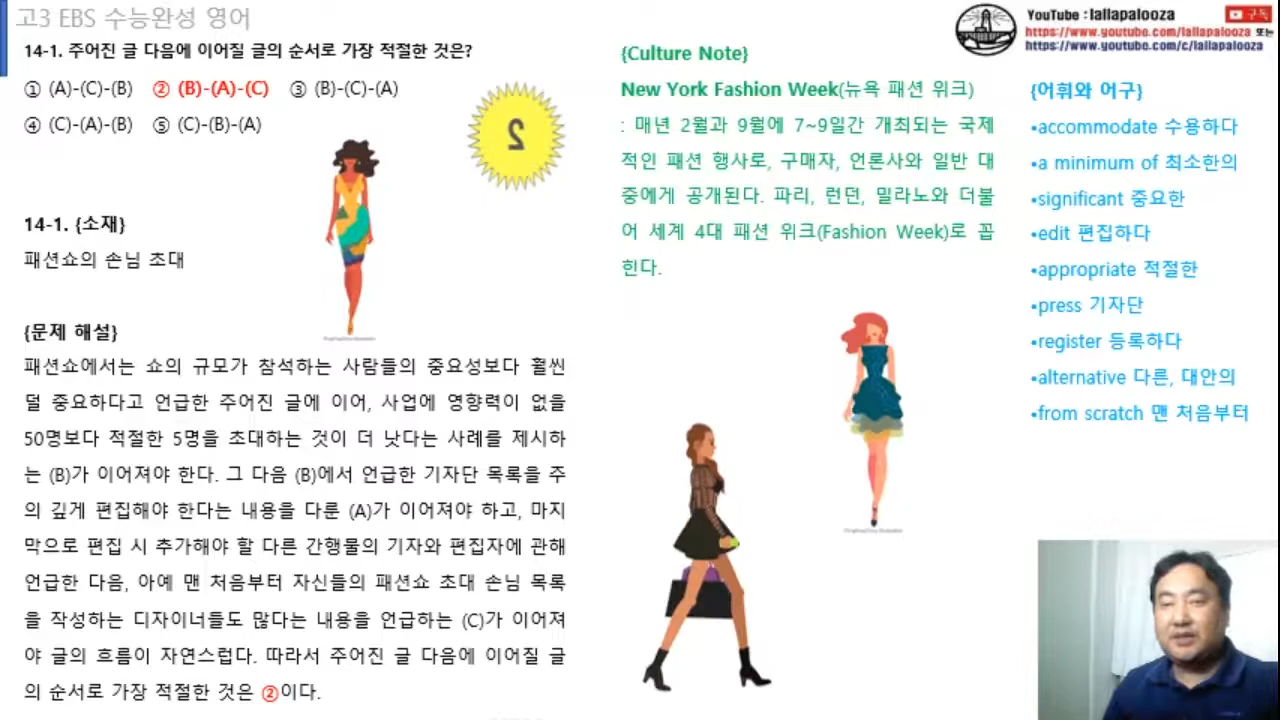 고3 EBS 수능완성 영어
14-1. 주어진 글 다음에 이어질 글의 순서로 가장 적절한 것은?
① (A)-(C)-(B) ② (B)-(A)-(C) ③ (B)-(C)-(A)
④ (C)-(A)-(B) ⑤ (C)-(B)-(A)
2
14-1. {소재}
패션쇼의 손님 초대
{문제 해설}
패션쇼에서는 쇼의 규모가 참석하는 사람들의 중요성보다 훨씬
덜 중요하다고 언급한 주어진 글에 이어, 사업에 영향력이 없을
50명보다 적절한 5명을 초대하는 것이 더 낫다는 사례를 제시하
는 (B)가 이어져야 한다. 그 다음 (B)에서 언급한 기자단 목록을 주
의 깊게 편집해야 한다는 내용을 다룬 (A)가 이어져야 하고, 마지
막으로 편집 시 추가해야 할 다른 간행물의 기자와 편집자에 관해
언급한 다음, 아예 맨 처음부터 자신들의 패션쇼 초대 손님 목록
을 작성하는 디자이너들도 많다는 내용을 언급하는 (C)가 이어져
야 글의 흐름이 자연스럽다. 따라서 주어진 글 다음에 이어질 글
의 순서로 가장 적절한 것은 ②이다.
{Culture Note}
New York Fashion Week(뉴욕 패션 위크)
: 매년 2월과 9월에 7~9일간 개최되는 국제
적인 패션 행사로, 구매자, 언론사와 일반 대
중에게 공개된다. 파리, 런던, 밀라노와 더불
어 세계 4대 패션 위크(Fashion Week)로 꼽
힌다.
YouTube : lallapalooza
구독
https://www.youtube.com/lallapalooza 또는
https://www.youtube.com/c/lallapalooza
{어휘와 어구}
•accommodate 수용하다
•a minimum of 최소한의
•significant 중요한
•edit 편집하다
•appropriate 적절한
•press 기자단
•register 등록하다
•alternative 다른, 대안의
•from scratch 맨 처음부터